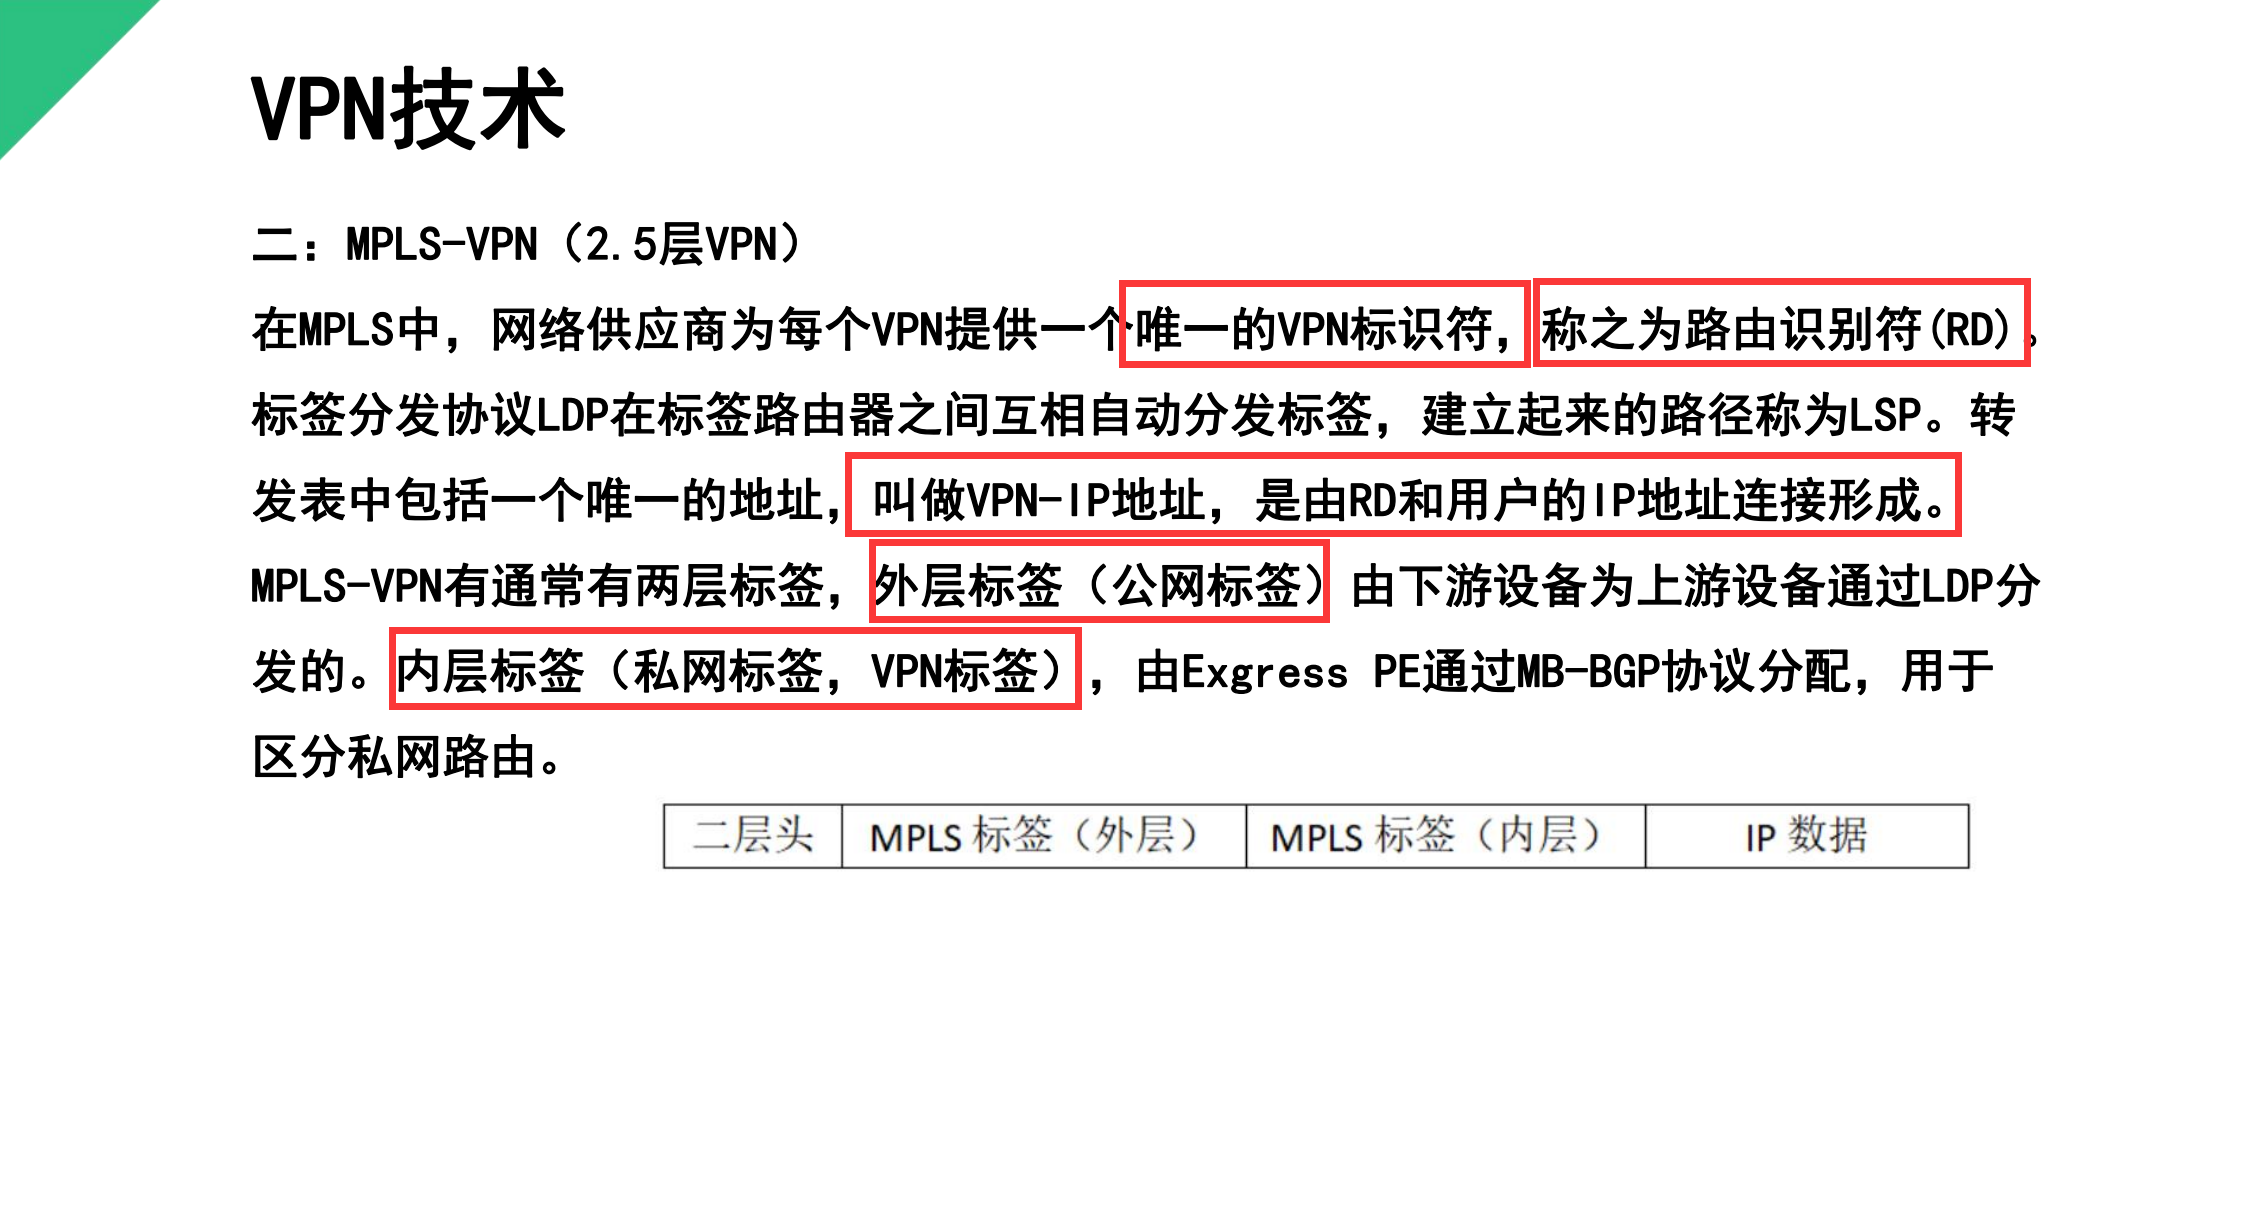 VPN技术
二：MPLS-VPN（2.5层VPN）
在MPLS中，网络供应商为每个VPN提供一个唯一的VPN标识符，称之为路由识别符(RD)。
标签分发协议LDP在标签路由器之间互相自动分发标签，建立起来的路径称为LSP。转
发表中包括一个唯一的地址，叫做VPN-IP地址，是由RD和用户的IP地址连接形成。
MPLS-VPN有通常有两层标签，外层标签（公网标签）由下游设备为上游设备通过LDP分
发的。内层标签（私网标签，VPN标签），由Exgress PE通过MB-BGP协议分配，用于
区分私网路由。
二层头 MPLS 标签（外层） MPLS 标签（内层） IP 数据